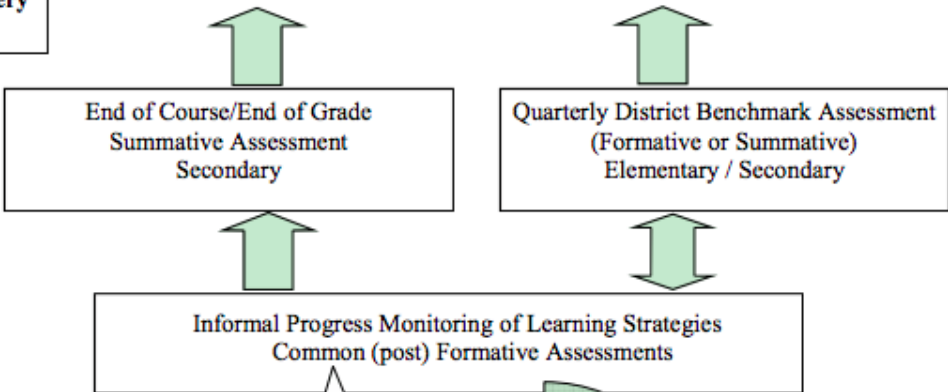 End of Course/End of Grade
Summative Assessment
Secondary
Quarterly District Benchmark Assessment
(Formative or Summative)
Elementary / Secondary
Informal Progress Monitoring of Learning Strategies
Common (post) Formative Assessments